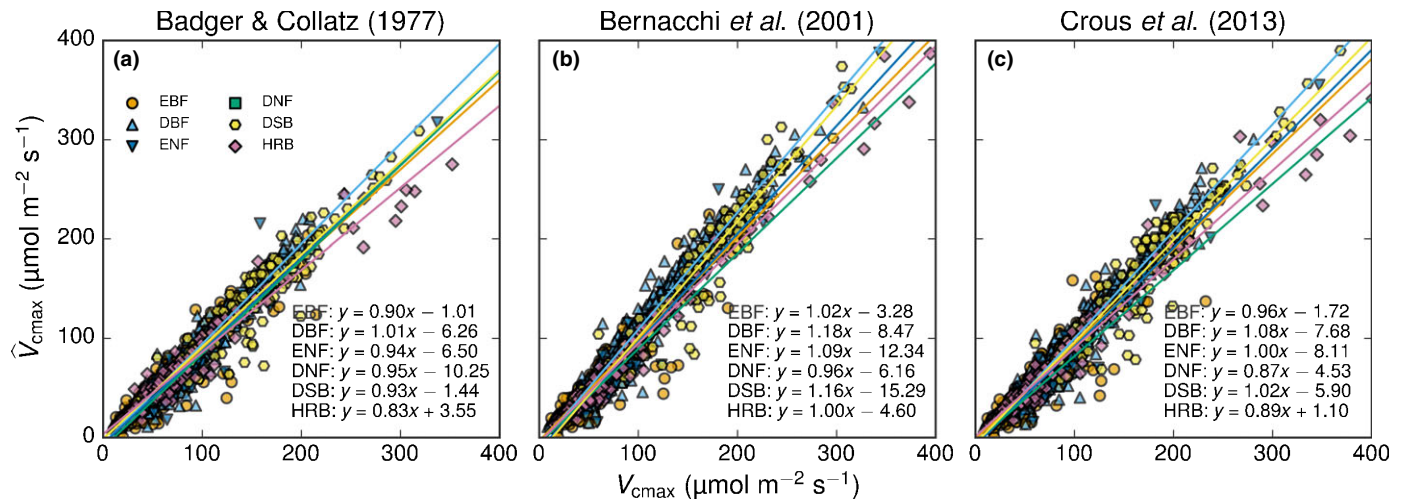 Badger & Collatz (1977)
Bernacchi et al. (2001)
Crous et al. (2013)
V̂cmax (µmol m−2 s−1)
400
300
200
100
0
(a)
EBF
DBF
ENF
DNF
DSB
HRB
EBF: y = 0.90x − 1.01
DBF: y = 1.01x − 6.26
ENF: y = 0.94x − 6.50
DNF: y = 0.95x − 10.25
DSB: y = 0.93x − 1.44
HRB: y = 0.83x + 3.55
0 100 200 300 400
(b)
EBF: y = 1.02x − 3.28
DBF: y = 1.18x − 8.47
ENF: y = 1.09x − 12.34
DNF: y = 0.96x − 6.16
DSB: y = 1.16x − 15.29
HRB: y = 1.00x − 4.60
0 100 200 300 400
(c)
EBF: y = 0.96x − 1.72
DBF: y = 1.08x − 7.68
ENF: y = 1.00x − 8.11
DNF: y = 0.87x − 4.53
DSB: y = 1.02x − 5.90
HRB: y = 0.89x + 1.10
0 100 200 300 400
Vcmax (µmol m−2 s−1)